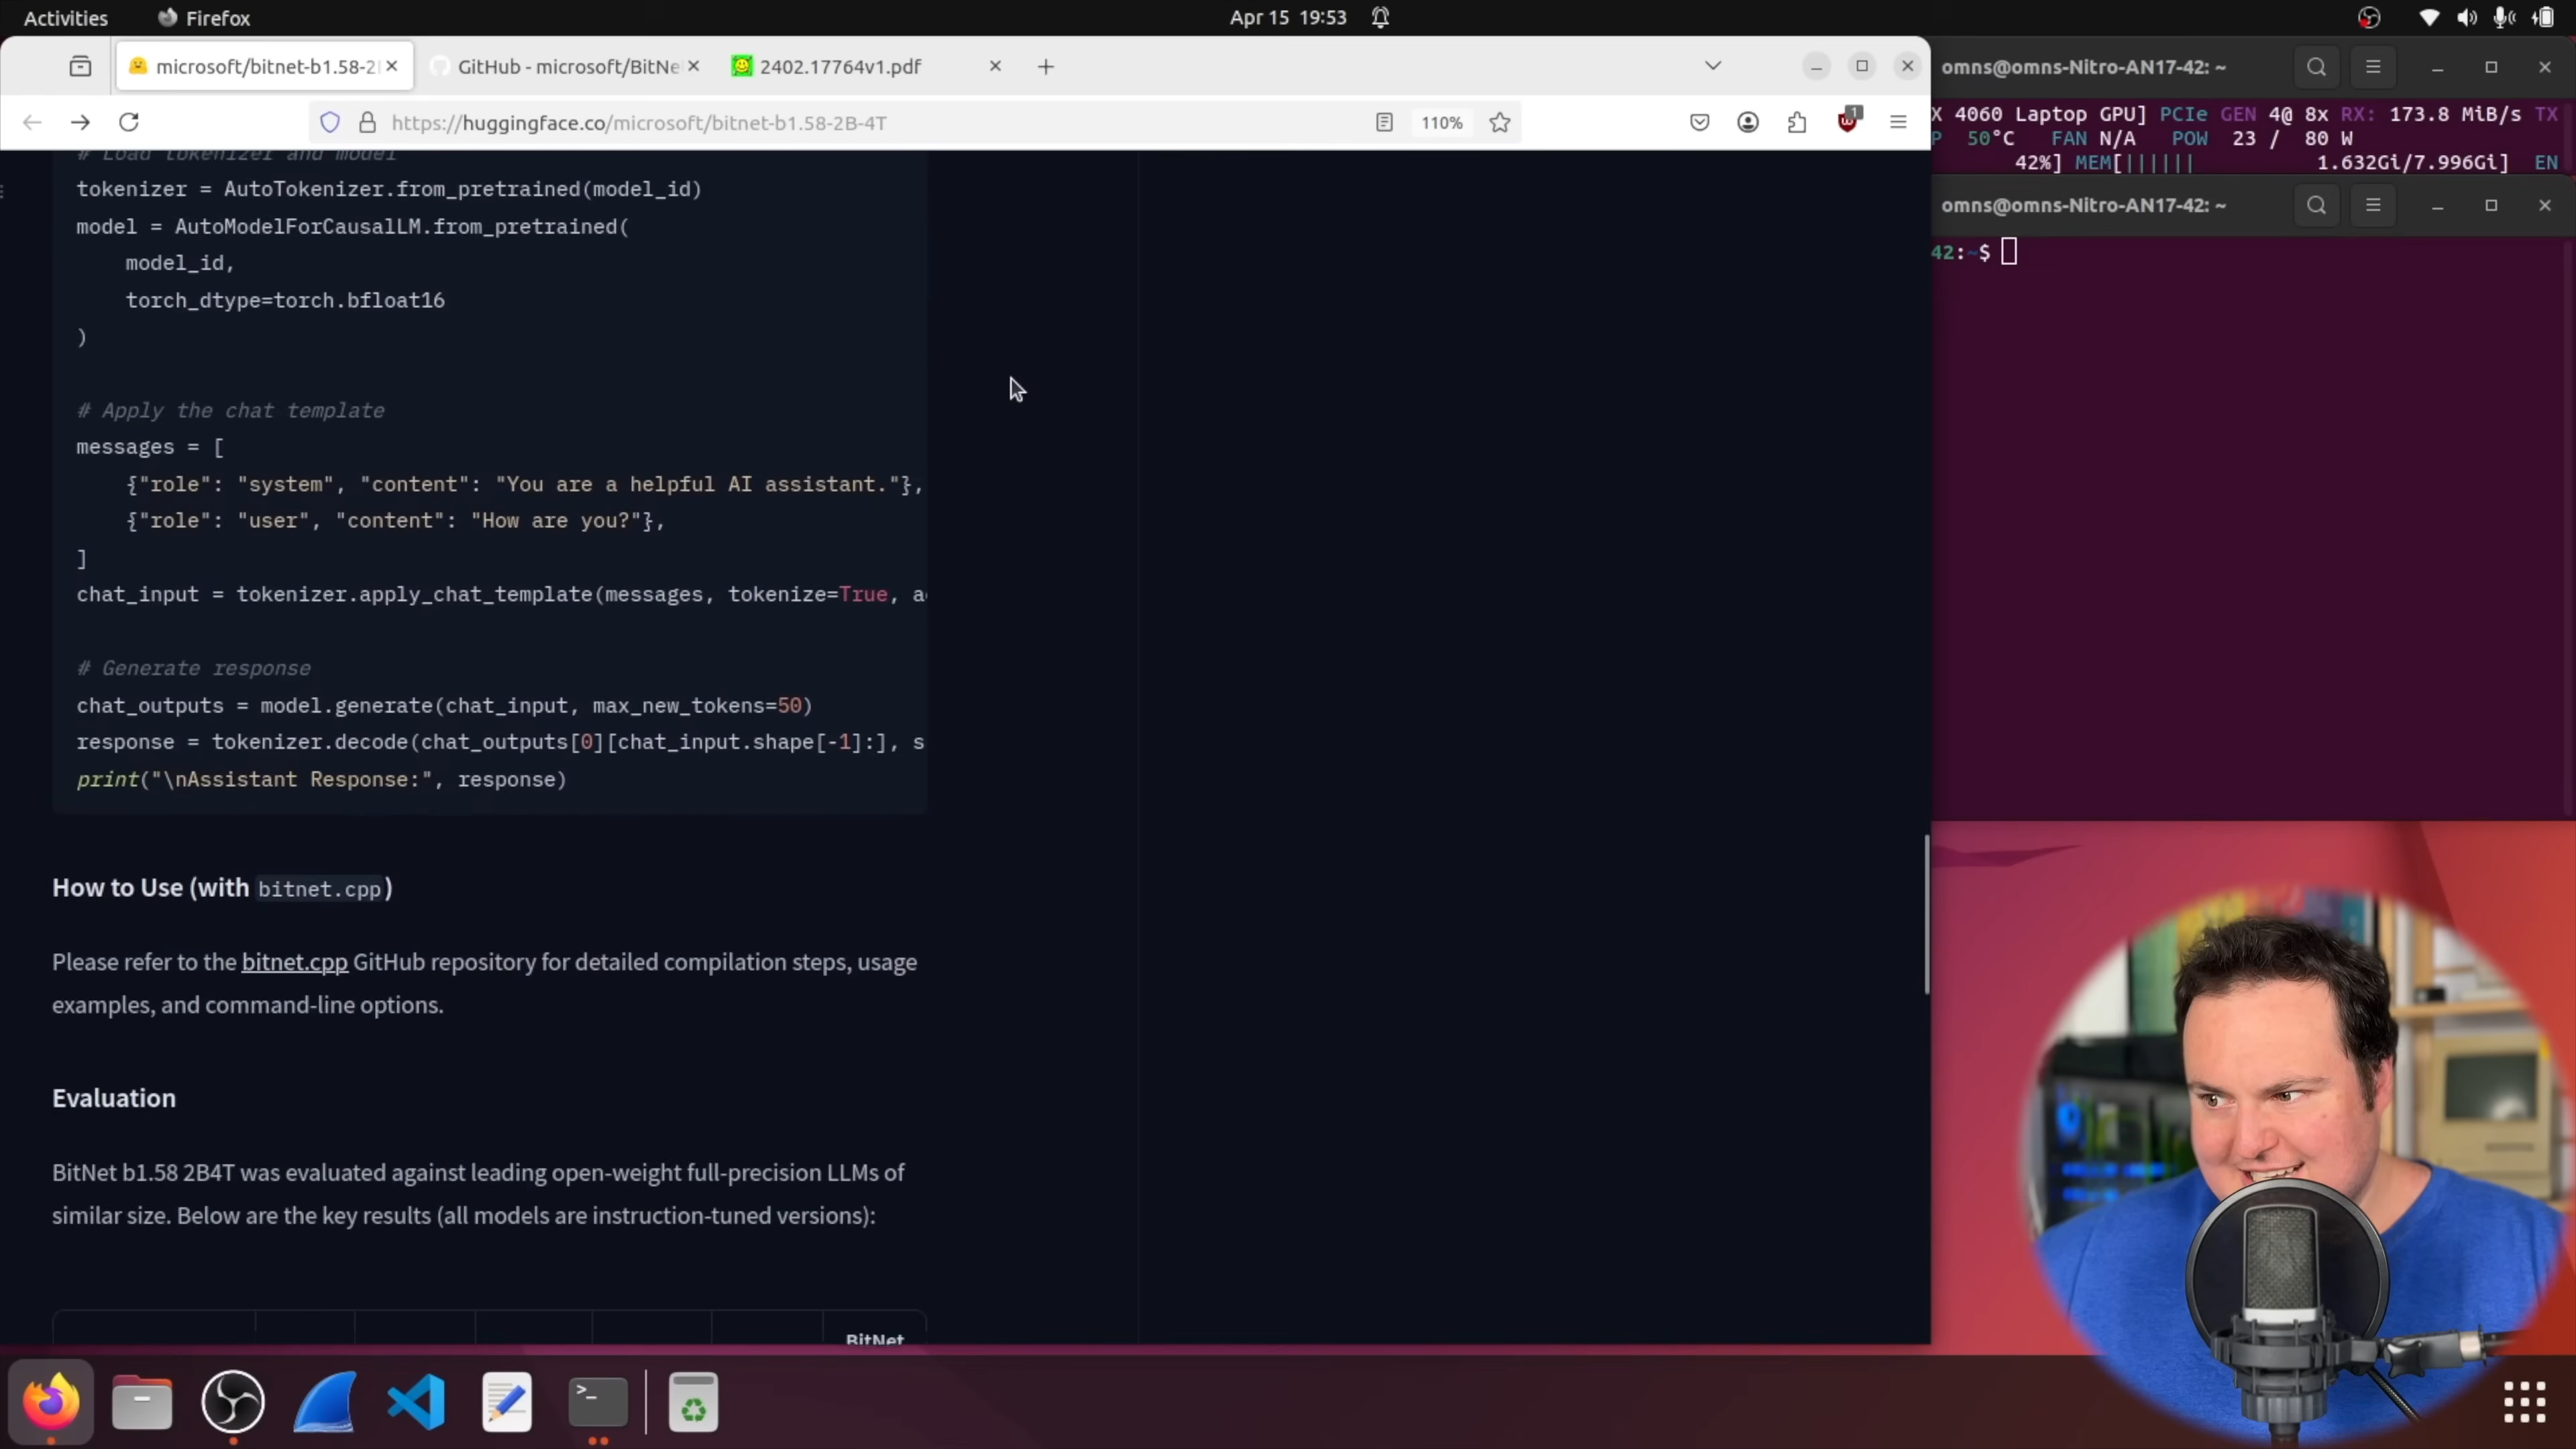 Activities
Firefox
Apr 15 19:53
microsoft/bitnet-b1.58-2
GitHub - microsoft/BitNe
2402.17764v1.pdf
https://huggingface.co/microsoft/bitnet-b1.58-2B-4T
110%
1
# Load tokenizer and model
tokenizer = AutoTokenizer.from_pretrained(model_id)
model = AutoModelForCausalLM.from_pretrained(
model_id,
torch_dtype=torch.bfloat16
)
# Apply the chat template
messages = [
{"role": "system", "content": "You are a helpful AI assistant."},
{"role": "user", "content": "How are you?"},
]
chat_input = tokenizer.apply_chat_template(messages, tokenize=True, a
# Generate response
chat_outputs = model.generate(chat_input, max_new_tokens=50)
response = tokenizer.decode(chat_outputs[0][chat_input.shape[-1]:], s
print("\nAssistant Response:", response)
How to Use (with bitnet.cpp)
Please refer to the bitnet.cpp GitHub repository for detailed compilation steps, usage
examples, and command-line options.
Evaluation
BitNet b1.58 2B4T was evaluated against leading open-weight full-precision LLMs of
similar size. Below are the key results (all models are instruction-tuned versions):
BitNet
omns@omns-Nitro-AN17-42: ~
X 4060 Laptop GPU] PCIe GEN 4@ 8x RX: 173.8 MiB/s TX
P 50°C FAN N/A POW 23 / 80 W
42%] MEM[|||||| 1.632Gi/7.996Gi] EN
omns@omns-Nitro-AN17-42: ~
42:~$